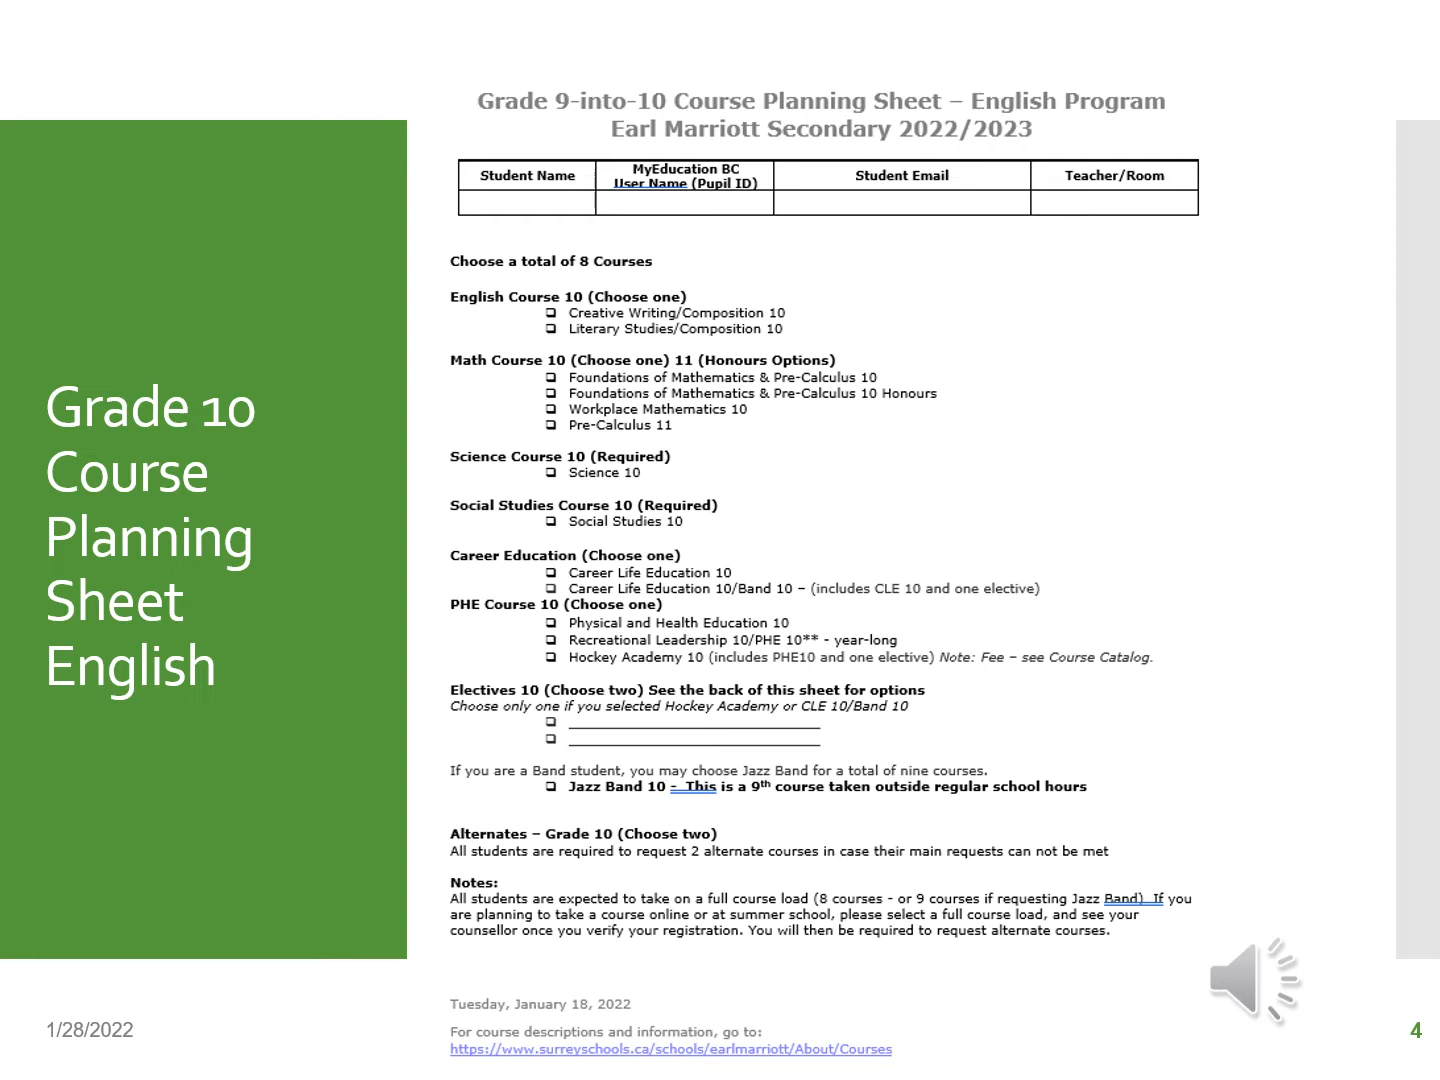 Grade 10
Course
Planning
Sheet
English
Grade 9-into-10 Course Planning Sheet – English Program
Earl Marriott Secondary 2022/2023
Student Name
MyEducation BC
User Name (Pupil ID)
Student Email
Teacher/Room
Choose a total of 8 Courses
English Course 10 (Choose one)
❑ Creative Writing/Composition 10
❑ Literary Studies/Composition 10
Math Course 10 (Choose one) 11 (Honours Options)
❑ Foundations of Mathematics & Pre-Calculus 10
❑ Foundations of Mathematics & Pre-Calculus 10 Honours
❑ Workplace Mathematics 10
❑ Pre-Calculus 11
Science Course 10 (Required)
❑ Science 10
Social Studies Course 10 (Required)
❑ Social Studies 10
Career Education (Choose one)
❑ Career Life Education 10
❑ Career Life Education 10/Band 10 – (includes CLE 10 and one elective)
PHE Course 10 (Choose one)
❑ Physical and Health Education 10
❑ Recreational Leadership 10/PHE 10** - year-long
❑ Hockey Academy 10 (includes PHE10 and one elective) Note: Fee – see Course Catalog.
Electives 10 (Choose two) See the back of this sheet for options
Choose only one if you selected Hockey Academy or CLE 10/Band 10
❑ ______________________________
❑ ______________________________
If you are a Band student, you may choose Jazz Band for a total of nine courses.
❑ Jazz Band 10 - This is a 9th course taken outside regular school hours
Alternates – Grade 10 (Choose two)
All students are required to request 2 alternate courses in case their main requests can not be met
Notes:
All students are expected to take on a full course load (8 courses - or 9 courses if requesting Jazz Band) If you
are planning to take a course online or at summer school, please select a full course load, and see your
counsellor once you verify your registration. You will then be required to request alternate courses.
Tuesday, January 18, 2022
For course descriptions and information, go to:
https://www.surreyschools.ca/schools/earlmarriott/About/Courses
1/28/2022
4